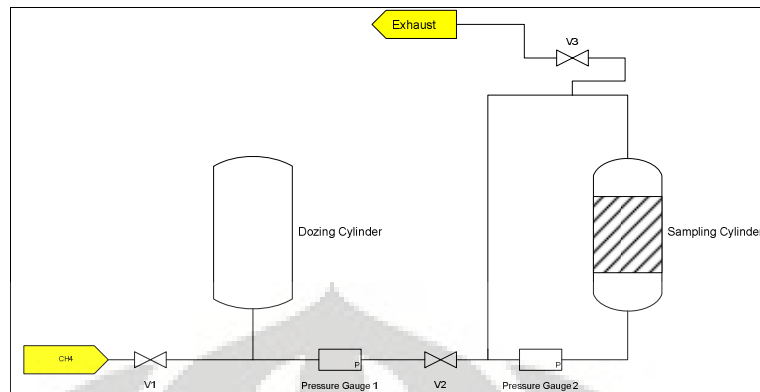 Exhaust
V3
Dozing Cylinder
Sampling Cylinder
CH4
V1
P
Pressure Gauge 1
V2
P
Pressure Gauge 2